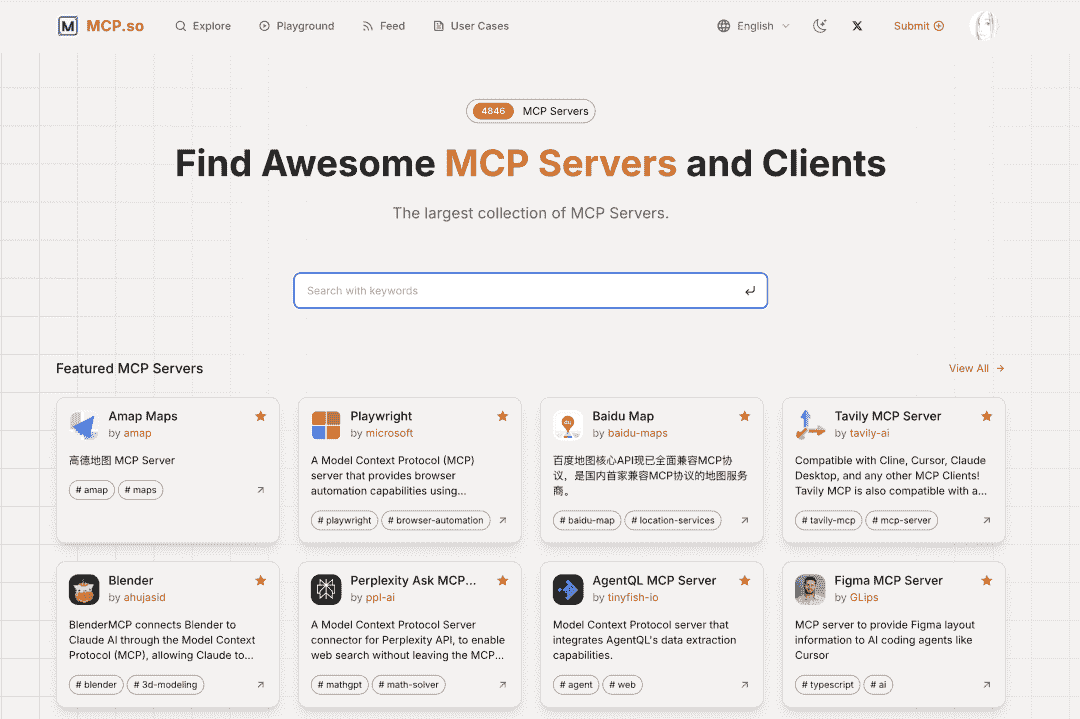 M MCP.so Explore Playground Feed User Cases English X Submit
4846 MCP Servers
Find Awesome MCP Servers and Clients
The largest collection of MCP Servers.
Search with keywords
Featured MCP Servers View All →
Amap Maps
by amap
高德地图 MCP Server
# amap # maps
Playwright
by microsoft
A Model Context Protocol (MCP)
server that provides browser
automation capabilities using...
# playwright # browser-automation
Baidu Map
by baidu-maps
百度地图核心API现已全面兼容MCP协
议，是国内首家兼容MCP协议的地图服务
商。
# baidu-map # location-services
Tavily MCP Server
by tavily-ai
Compatible with Cline, Cursor, Claude
Desktop, and any other MCP Clients!
Tavily MCP is also compatible with a...
# tavily-mcp # mcp-server
Blender
by ahujasid
BlenderMCP connects Blender to
Claude AI through the Model Context
Protocol (MCP), allowing Claude to...
# blender # 3d-modeling
Perplexity Ask MCP...
by ppl-ai
A Model Context Protocol Server
connector for Perplexity API, to enable
web search without leaving the MCP...
# mathgpt # math-solver
AgentQL MCP Server
by tinyfish-io
Model Context Protocol server that
integrates AgentQL's data extraction
capabilities.
# agent # web
Figma MCP Server
by GLips
MCP server to provide Figma layout
information to AI coding agents like
Cursor
# typescript # ai